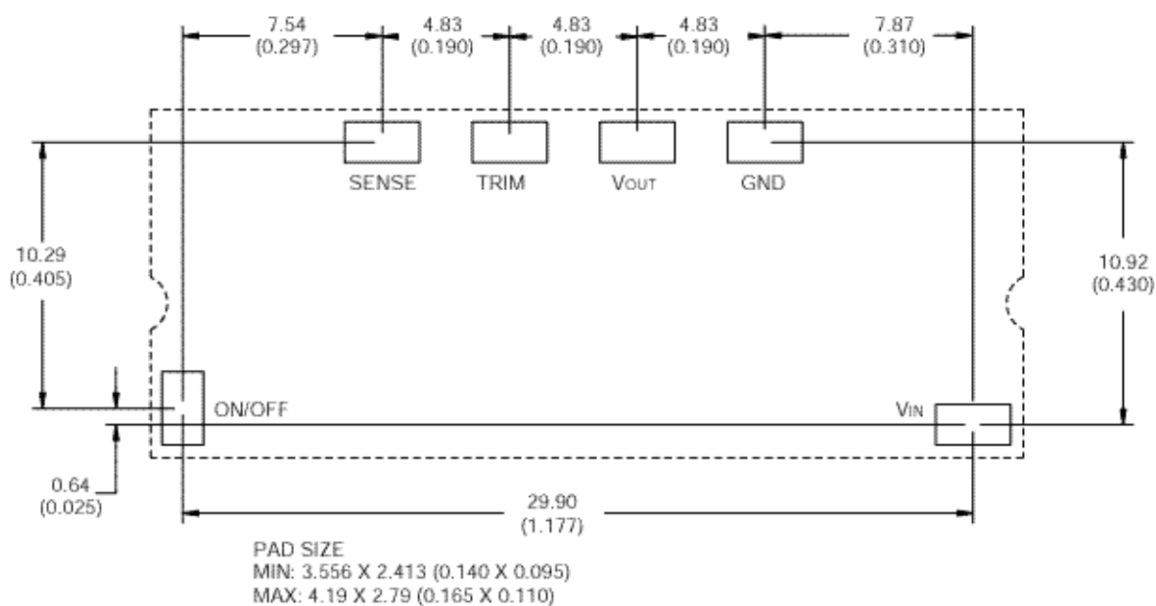 7.54 4.83 4.83 4.83 7.87
(0.297) (0.190) (0.190) (0.190) (0.310)
SENSE TRIM VOUT GND
10.29
(0.405)
10.92
(0.430)
ON/OFF VIN
0.64
(0.025)
29.90
(1.177)
PAD SIZE
MIN: 3.556 X 2.413 (0.140 X 0.095)
MAX: 4.19 X 2.79 (0.165 X 0.110)